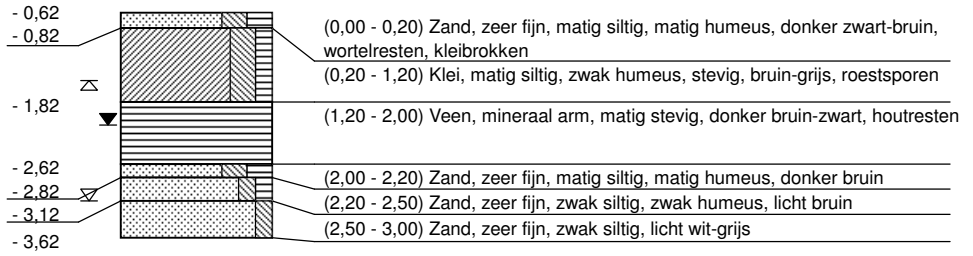 - 0,62
- 0,82
- 1,82
- 2,62
- 2,82
- 3,12
- 3,62
(0,00 - 0,20) Zand, zeer fijn, matig siltig, matig humeus, donker zwart-bruin,
wortelresten, kleibrokken
(0,20 - 1,20) Klei, matig siltig, zwak humeus, stevig, bruin-grijs, roestsporen
(1,20 - 2,00) Veen, mineraal arm, matig stevig, donker bruin-zwart, houtresten
(2,00 - 2,20) Zand, zeer fijn, matig siltig, matig humeus, donker bruin
(2,20 - 2,50) Zand, zeer fijn, zwak siltig, zwak humeus, licht bruin
(2,50 - 3,00) Zand, zeer fijn, zwak siltig, licht wit-grijs